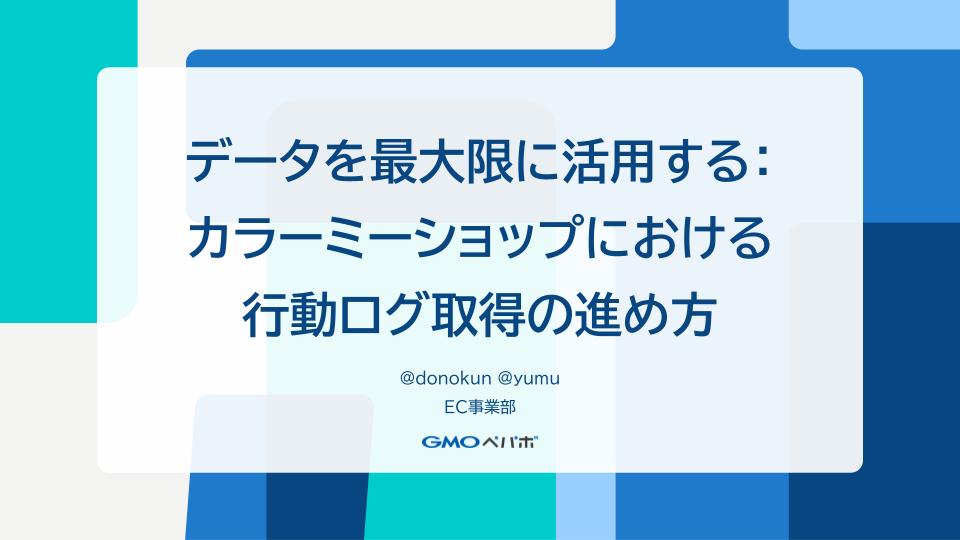 データを最大限に活用する：
カラーミーショップにおける
行動ログ取得の進め方
@donokun @yumu
EC事業部
GMOペパボ